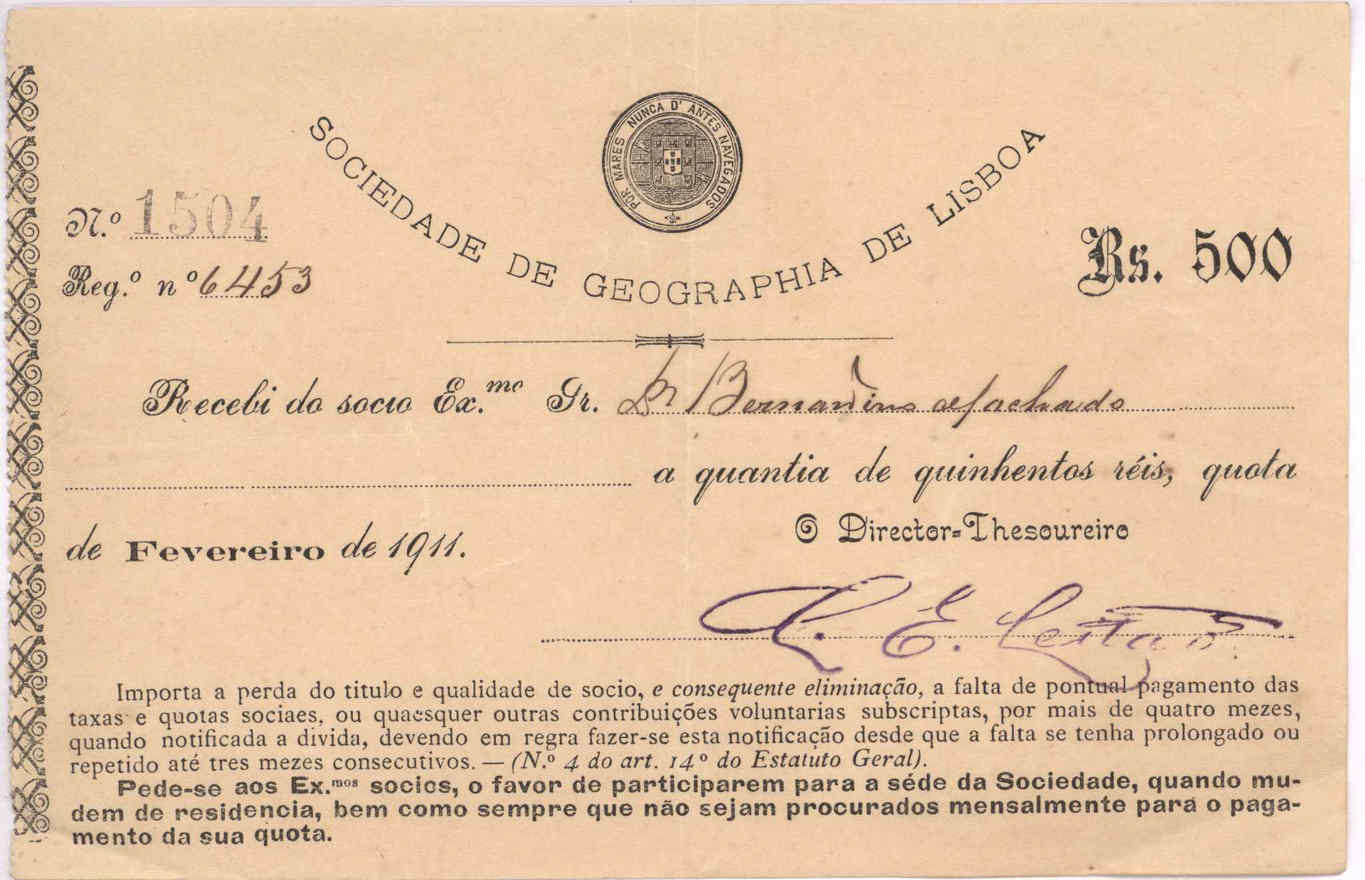 POR MARES NUNCA D' ANTES NAVEGADOS
SOCIEDADE DE GEOGRAPHIA DE LISBOA
N.º 1504
Rs. 500
Reg.º nº 6453
Recebi do socio Ex.mo Sr. Dr Bernardino Machado
a quantia de quinhentos réis, quota
de Fevereiro de 1911.
O Director-Thesoureiro
L. E. Leitão
Importa a perda do titulo e qualidade de socio, e consequente eliminação, a falta de pontual pagamento das
taxas e quotas sociaes, ou quaesquer outras contribuições voluntarias subscriptas, por mais de quatro mezes,
quando notificada a divida, devendo em regra fazer-se esta notificação desde que a falta se tenha prolongado ou
repetido até tres mezes consecutivos. — (N.º 4 do art. 14º do Estatuto Geral).
Pede-se aos Ex.mos socios, o favor de participarem para a séde da Sociedade, quando mu-
dem de residencia, bem como sempre que não sejam procurados mensalmente para o paga-
mento da sua quota.